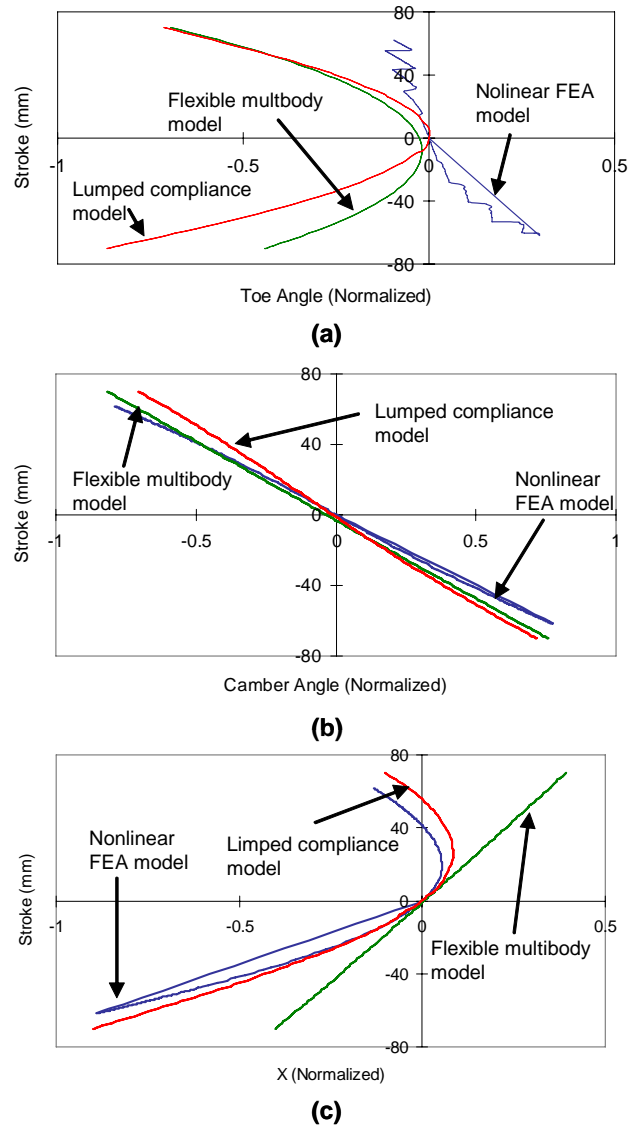 80
40
0
-40
-80
-1
-0.5
0
0.5
Stroke (mm)
Flexible multbody
model
Nolinear FEA
model
Lumped compliance
model
Toe Angle (Normalized)
(a)
80
40
0
-40
-80
-1
-0.5
0
0.5
1
Stroke (mm)
Lumped compliance
model
Flexible multibody
model
Nonlinear
FEA model
Camber Angle (Normalized)
(b)
80
40
0
-40
-80
-1
-0.5
0
0.5
Stroke (mm)
Nonlinear
FEA model
Limped compliance
model
Flexible multibody
model
X (Normalized)
(c)